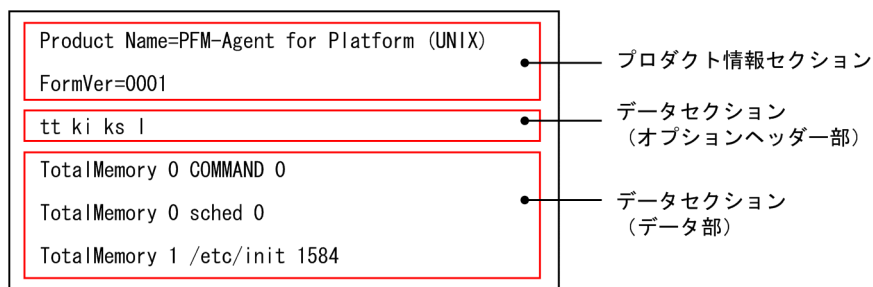 Product Name=PFM-Agent for Platform (UNIX)
FormVer=0001
プロダクト情報セクション
tt ki ks l
データセクション
（オプションヘッダー部）
TotalMemory 0 COMMAND 0
TotalMemory 0 sched 0
TotalMemory 1 /etc/init 1584
データセクション
（データ部）